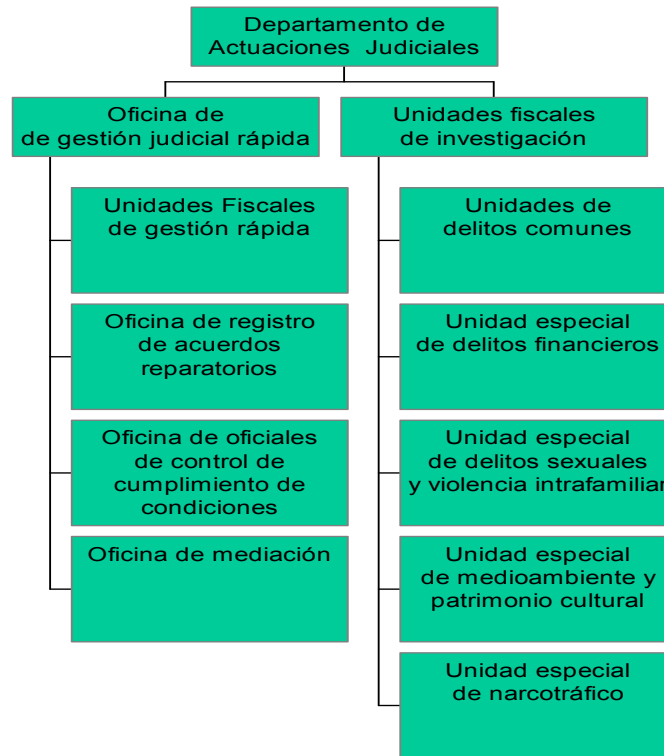 Departamento de
Actuaciones Judiciales
Oficina de
de gestión judicial rápida
Unidades Fiscales
de gestión rápida
Oficina de registro
de acuerdos
reparatorios
Oficina de oficiales
de control de
cumplimiento de
condiciones
Oficina de mediación
Unidades fiscales
de investigación
Unidades de
delitos comunes
Unidad especial
de delitos financieros
Unidad especial
de delitos sexuales
y violencia intrafamiliar
Unidad especial
de medioambiente y
patrimonio cultural
Unidad especial
de narcotráfico